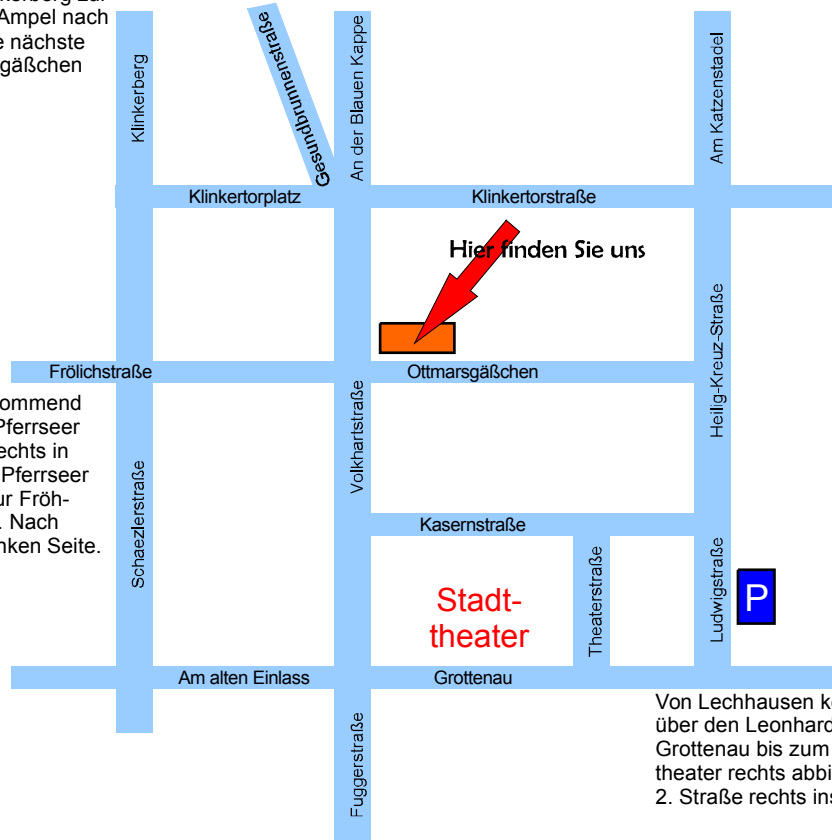 Ampel nach
nächste
gäßchen
Klinkerberg
Gesundbrunnenstraße
An der Blauen Kappe
Am Katzenstadel
Klinkertorplatz
Klinkertorstraße
Hier finden Sie uns
Frölichstraße
Ottmarsgäßchen
Heilig-Kreuz-Straße
ommend
Pferrseer
echts in
Pferrseer
ur Fröh-
. Nach
nken Seite.
Schaezlerstraße
Volkhartstraße
Kasernstraße
Stadt-
theater
Theaterstraße
Ludwigstraße
P
Am alten Einlass
Grottenau
Fuggerstraße
Von Lechhausen k
über den Leonhard
Grottenau bis zum
theater rechts abbi
2. Straße rechts ins